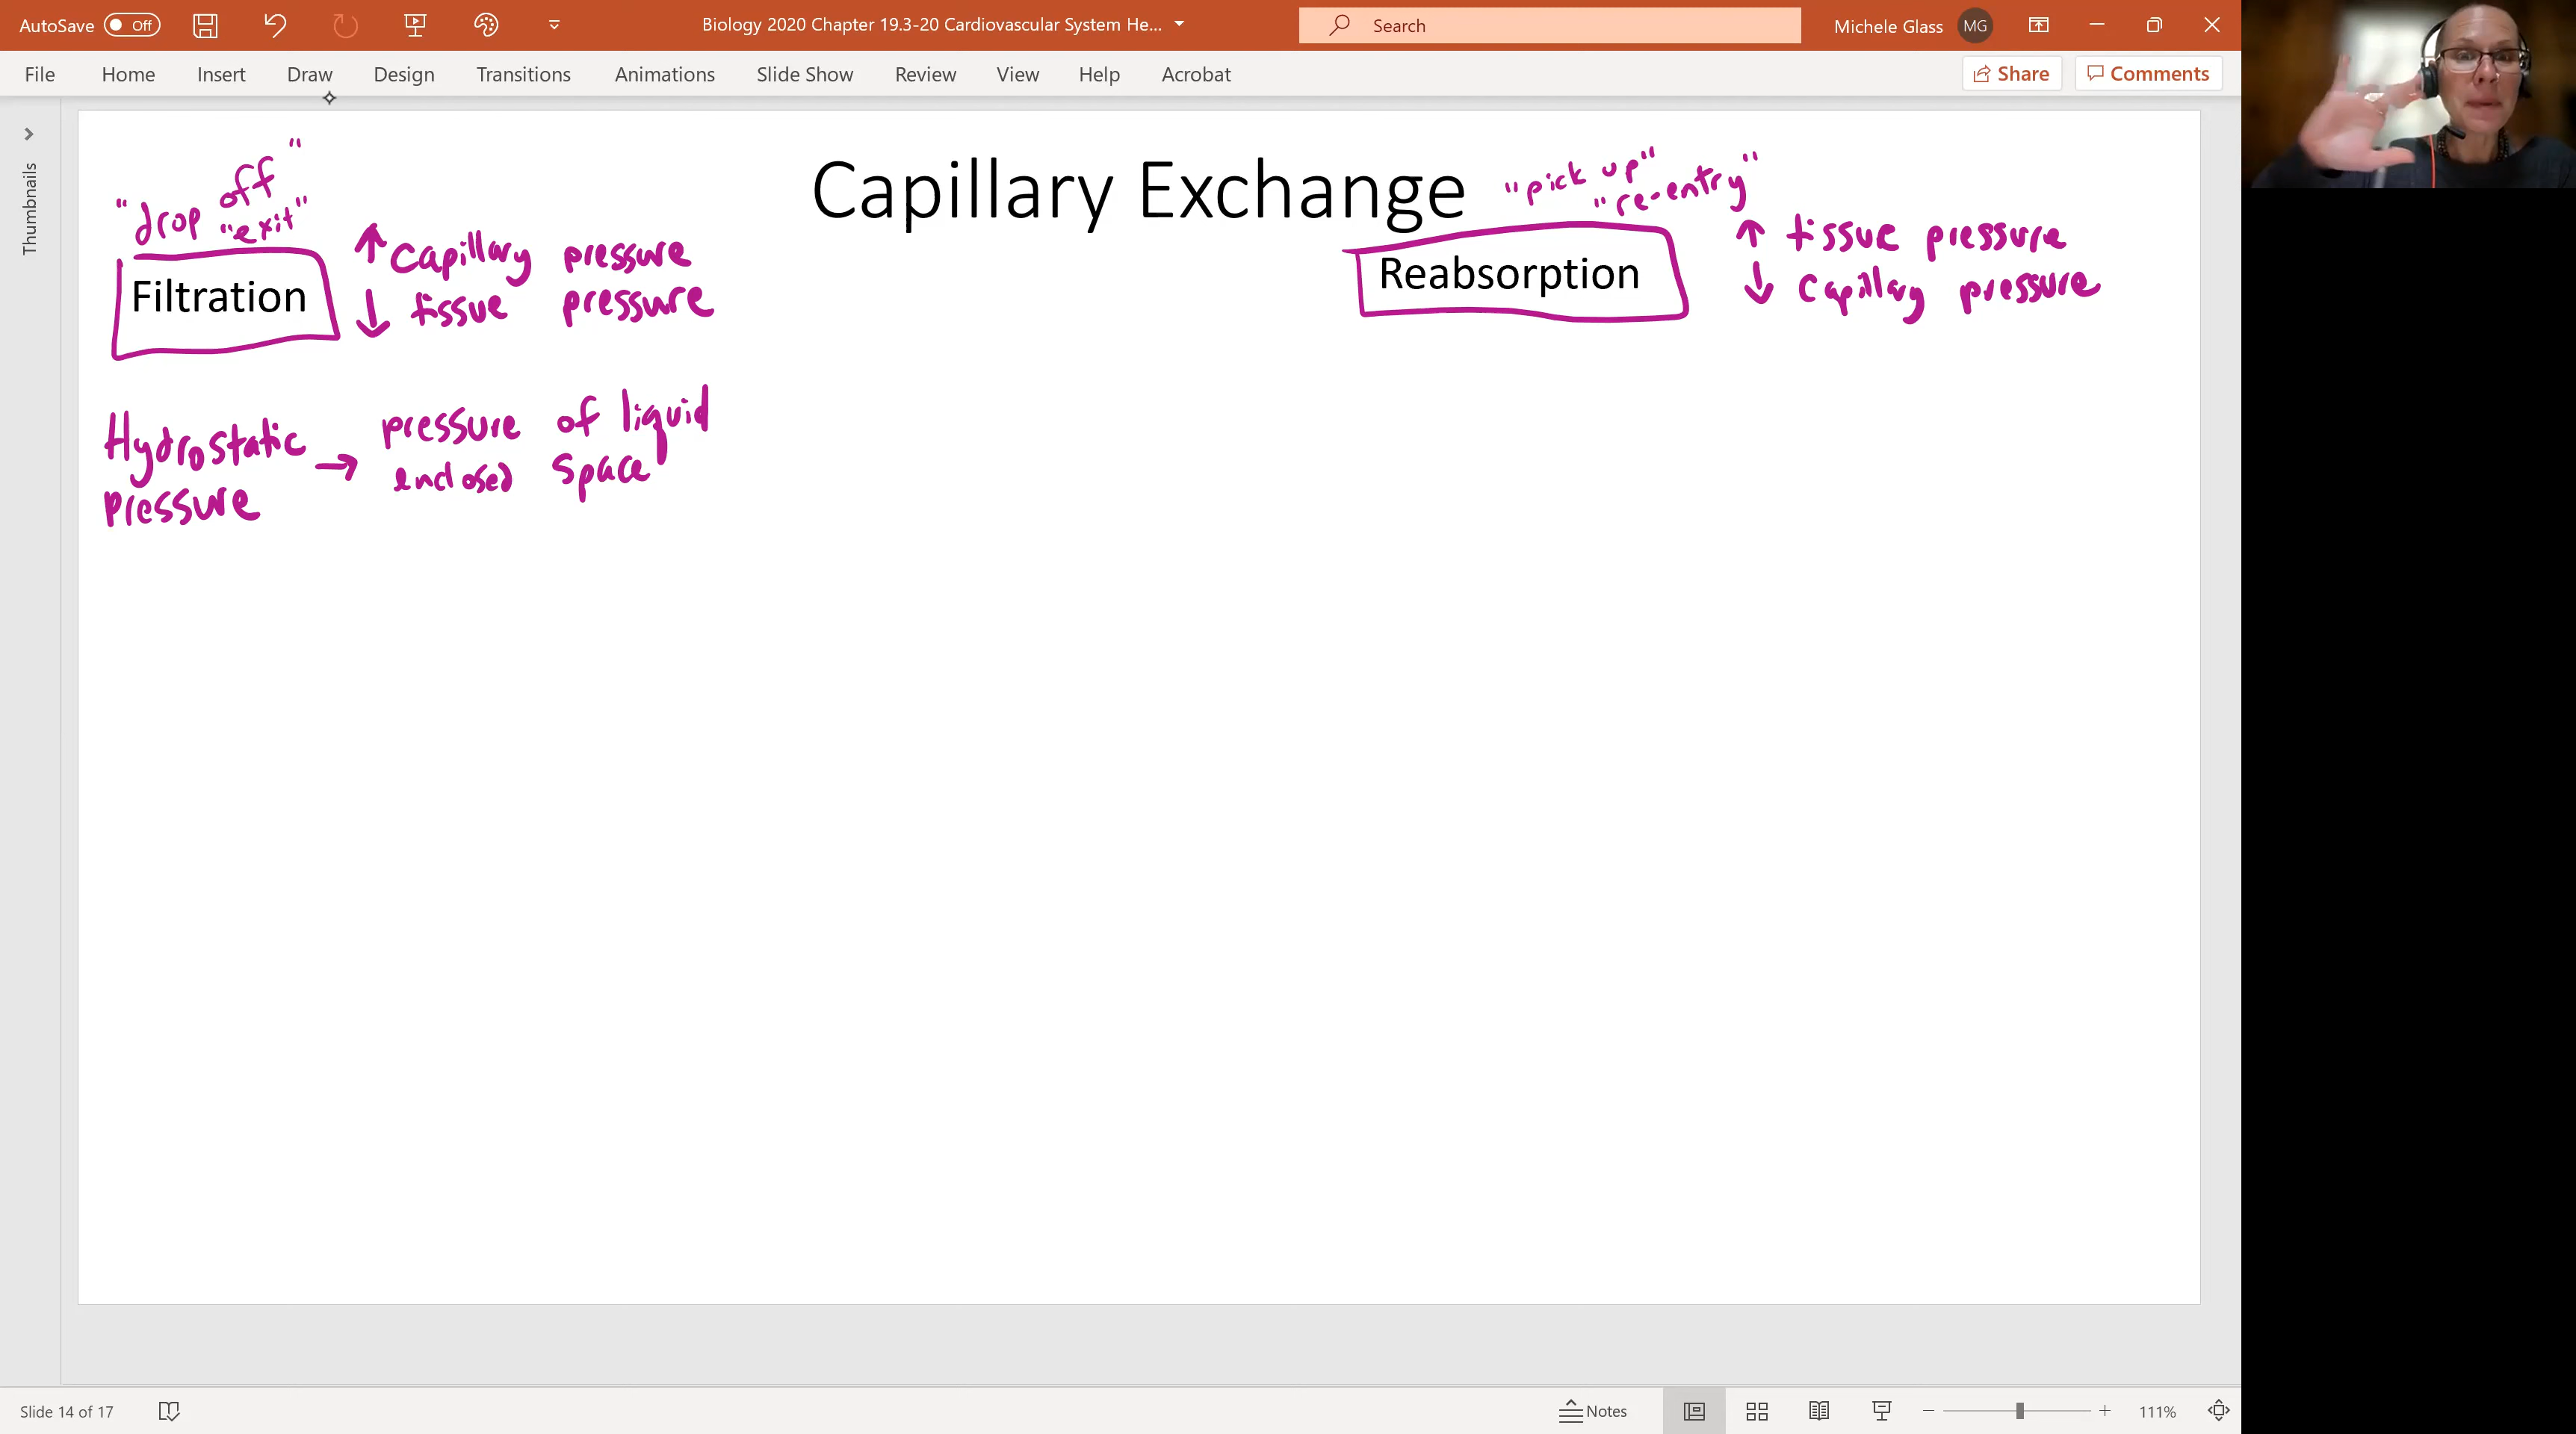 AutoSave Off
Biology 2020 Chapter 19.3-20 Cardiovascular System He...
Search
Michele Glass MG
File Home Insert Draw Design Transitions Animations Slide Show Review View Help Acrobat
Share Comments
Thumbnails
Capillary Exchange
"drop off"
"exit"
Filtration
↑ capillary pressure
↓ tissue pressure
"pick up"
"re-entry"
Reabsorption
↑ tissue pressure
↓ capillary pressure
Hydrostatic
pressure
→ pressure of liquid
enclosed space
Slide 14 of 17
Notes
111%